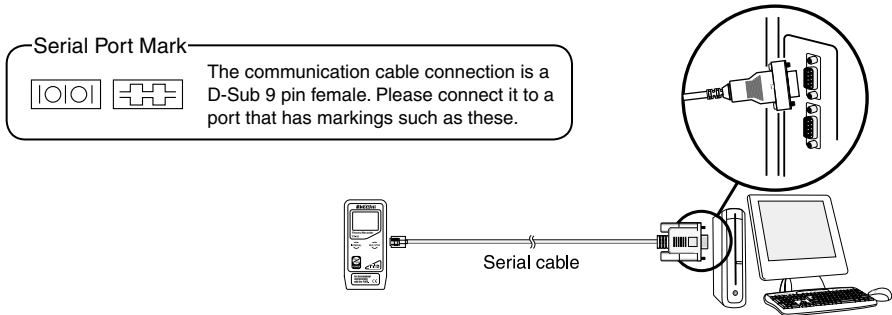 Serial Port Mark
|O|O|
The communication cable connection is a
D-Sub 9 pin female. Please connect it to a
port that has markings such as these.
Serial cable